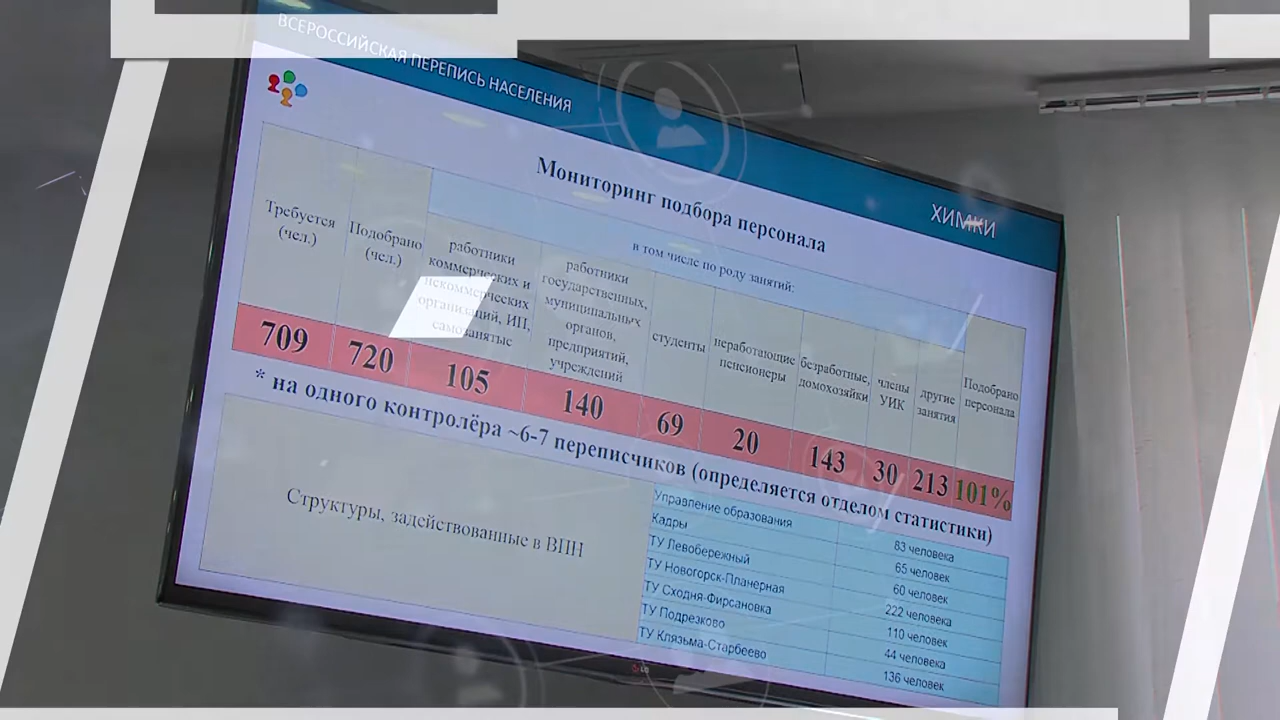 ВСЕРОССИЙСКАЯ ПЕРЕПИСЬ НАСЕЛЕНИЯ
ХИМКИ
Мониторинг подбора персонала
в том числе по роду занятий:
Требуется
(чел.)
Подобрано
(чел.)
работники
коммерческих и
некоммерческих
организаций, ИП,
самозанятые
работники
государственных,
муниципальных
органов,
предприятий,
учреждений
студенты
неработающие
пенсионеры
безработные,
домохозяйки
члены
УИК
другие
занятия
Подобрано
персонала
709 720 105 140 69 20 143 30 213 101%
* на одного контролёра ~6-7 переписчиков (определяется отделом статистики)
Структуры, задействованные в ВПН
Управление образования 83 человека
Кадры 65 человек
ТУ Левобережный 60 человек
ТУ Новогорск-Планерная 222 человека
ТУ Сходня-Фирсановка 110 человек
ТУ Подрезково 44 человека
ТУ Клязьма-Старбеево 136 человек
LG